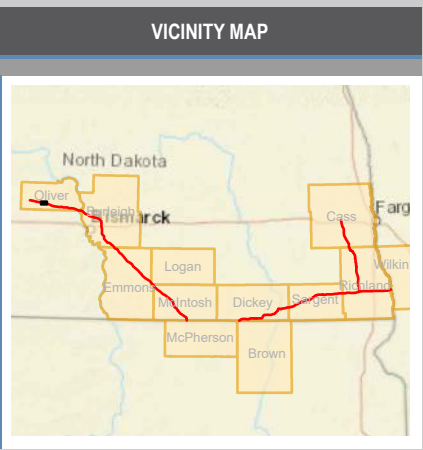 VICINITY MAP
North Dakota
Oliver
Burleigh
Bismarck
Farg
Cass
Wilkin
Logan
Emmons
Richland
McIntosh
Dickey
Sargent
McPherson
Brown